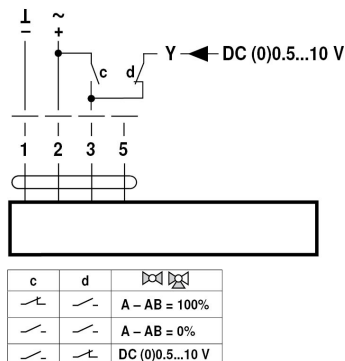 ⊥ ~
− +
c d Y DC (0)0.5...10 V
1 2 3 5
c d
A – AB = 100%
A – AB = 0%
DC (0)0.5...10 V